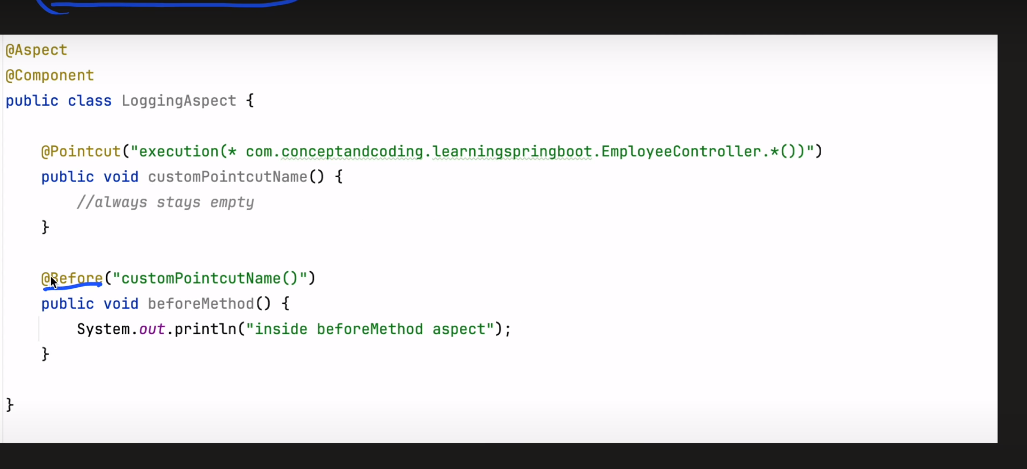 @Aspect
@Component
public class LoggingAspect {
@Pointcut("execution(* com.conceptandcoding.learningspringboot.EmployeeController.*())")
public void customPointcutName() {
//always stays empty
}
@Before("customPointcutName()")
public void beforeMethod() {
System.out.println("inside beforeMethod aspect");
}
}